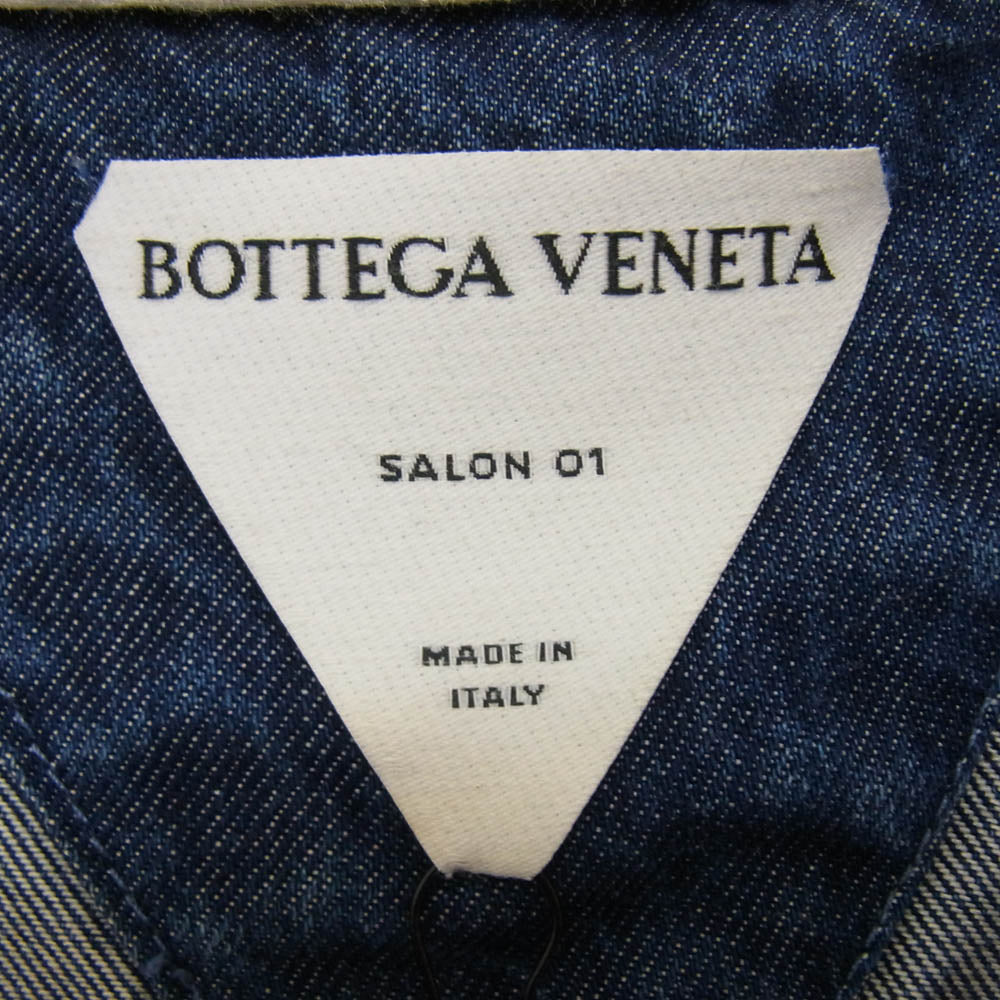 BOTTEGA VENETA
SALON 01
MADE IN
ITALY